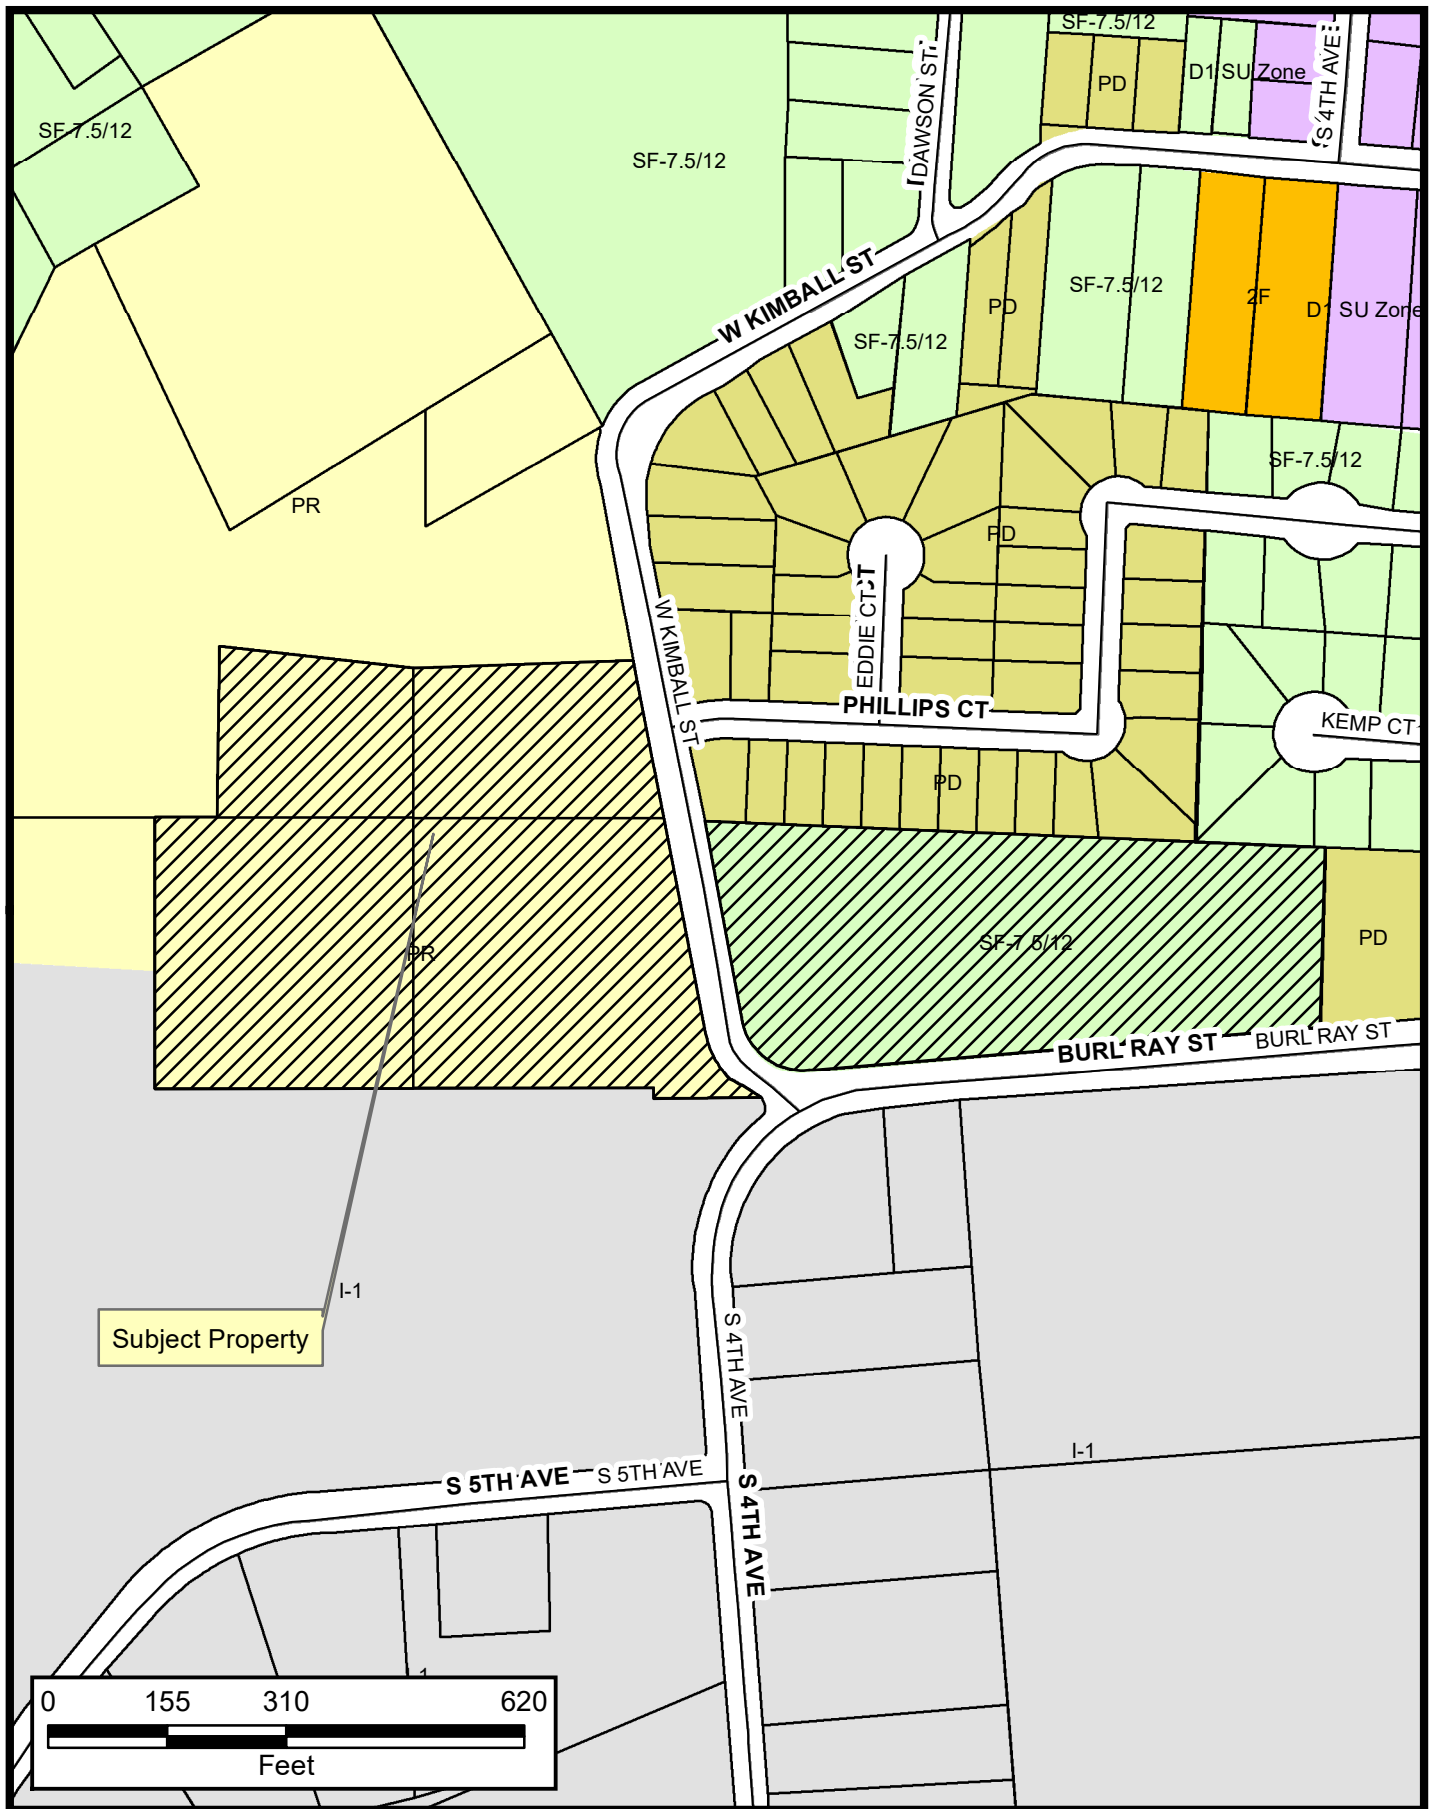 SF-7.5/12
SF-7.5/12
PD
D1 SU Zone
S 4TH AVE
DAWSON ST
SF-7.5/12
W KIMBALL ST
SF-7.5/12
2F
D1 SU Zone
PD
SF-7.5/12
SF-7.5/12
SF-7.5/12
PR
PD
EDDIE CT
W KIMBALL ST
PHILLIPS CT
KEMP CT
PD
PR
SF-7.5/12
PD
BURL RAY ST
BURL RAY ST
I-1
Subject Property
S 4TH AVE
I-1
S 5TH AVE
S 5TH AVE
S 4TH AVE
0 155 310 620
Feet